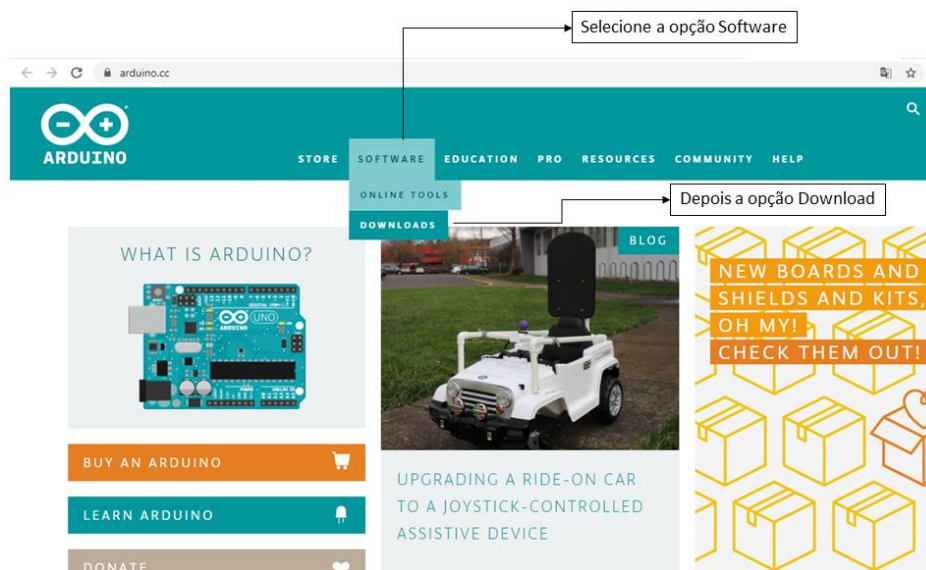 Selecione a opção Software
arduino.cc
ARDUINO
STORE SOFTWARE EDUCATION PRO RESOURCES COMMUNITY HELP
ONLINE TOOLS
DOWNLOADS
Depois a opção Download
WHAT IS ARDUINO?
ARDUINO
UNO
BUY AN ARDUINO
LEARN ARDUINO
DONATE
BLOG
UPGRADING A RIDE-ON CAR
TO A JOYSTICK-CONTROLLED
ASSISTIVE DEVICE
NEW BOARDS AND
SHIELDS AND KITS,
OH MY!
CHECK THEM OUT!